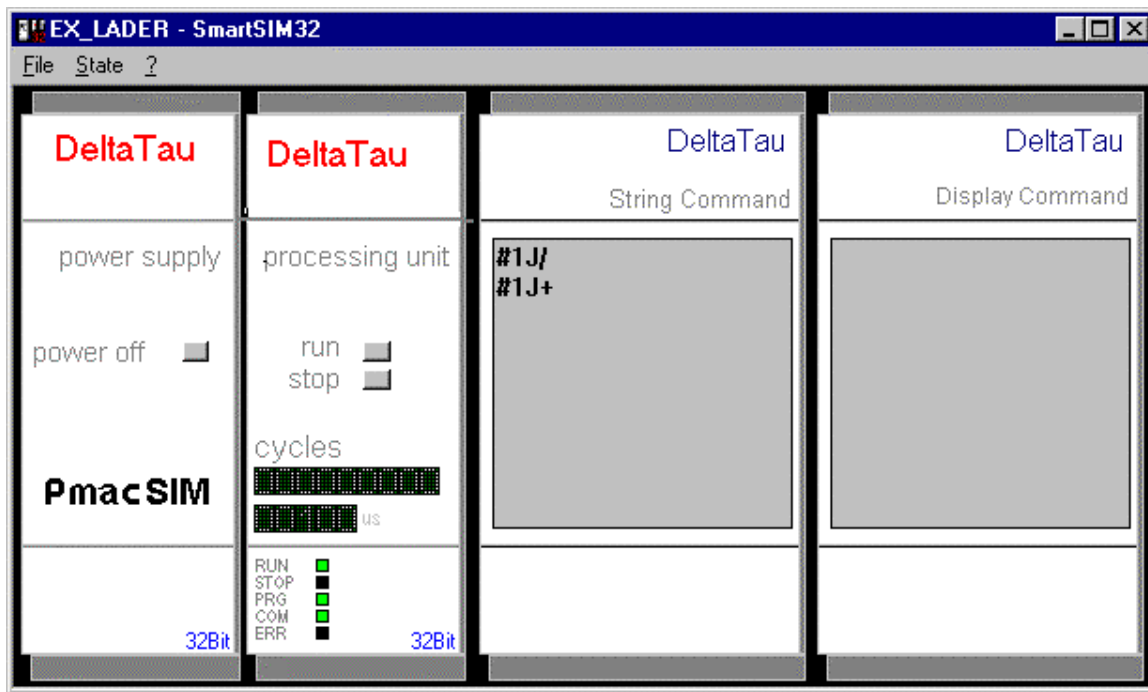 EX_LADER - SmartSIM32
File State ?
DeltaTau
power supply
power off
PmacSIM
32Bit
DeltaTau
processing unit
run
stop
cycles
us
RUN
STOP
PRG
COM
ERR
32Bit
DeltaTau
String Command
#1J/
#1J+
DeltaTau
Display Command